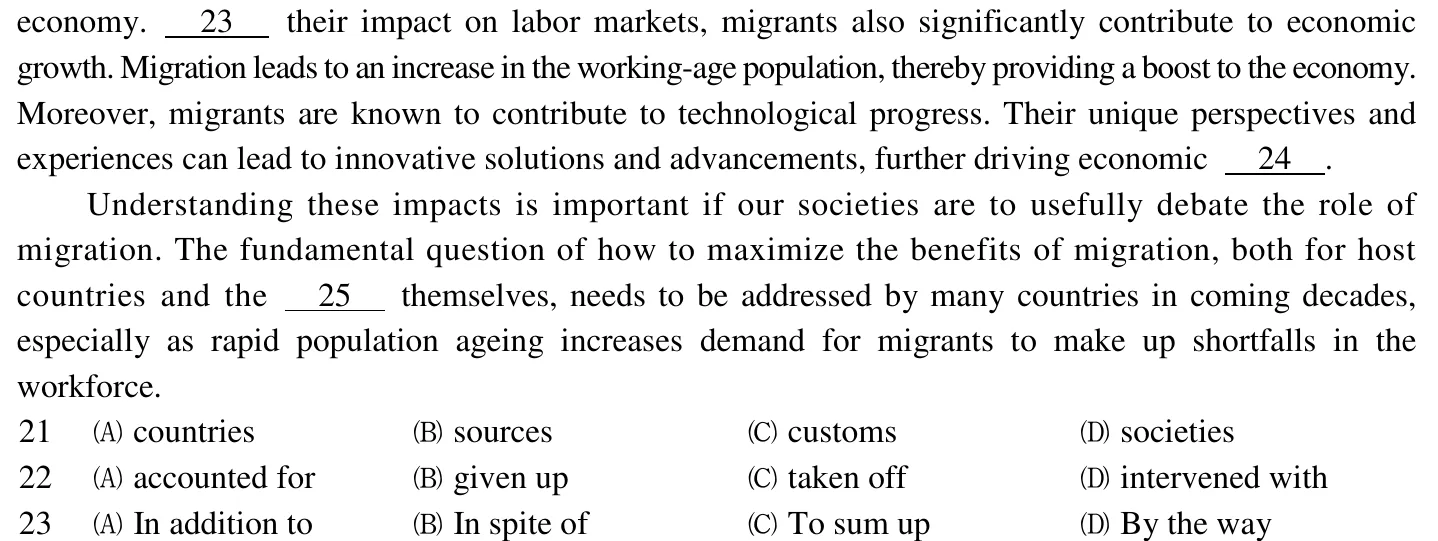 economy. 23 their impact on labor markets, migrants also significantly contribute to economic
growth. Migration leads to an increase in the working-age population, thereby providing a boost to the economy.
Moreover, migrants are known to contribute to technological progress. Their unique perspectives and
experiences can lead to innovative solutions and advancements, further driving economic 24 .
Understanding these impacts is important if our societies are to usefully debate the role of
migration. The fundamental question of how to maximize the benefits of migration, both for host
countries and the 25 themselves, needs to be addressed by many countries in coming decades,
especially as rapid population ageing increases demand for migrants to make up shortfalls in the
workforce.
21 (A) countries (B) sources (C) customs (D) societies
22 (A) accounted for (B) given up (C) taken off (D) intervened with
23 (A) In addition to (B) In spite of (C) To sum up (D) By the way